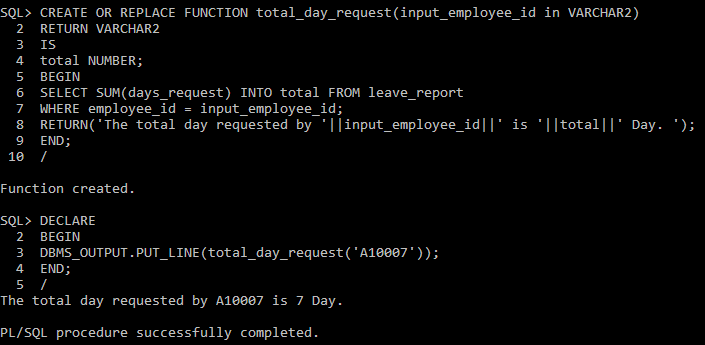 SQL> CREATE OR REPLACE FUNCTION total_day_request(input_employee_id in VARCHAR2)
  2  RETURN VARCHAR2
  3  IS
  4  total NUMBER;
  5  BEGIN
  6  SELECT SUM(days_request) INTO total FROM leave_report
  7  WHERE employee_id = input_employee_id;
  8  RETURN('The total day requested by '||input_employee_id||' is '||total||' Day. ');
  9  END;
 10  /
Function created.
SQL> DECLARE
  2  BEGIN
  3  DBMS_OUTPUT.PUT_LINE(total_day_request('A10007'));
  4  END;
  5  /
The total day requested by A10007 is 7 Day.
PL/SQL procedure successfully completed.